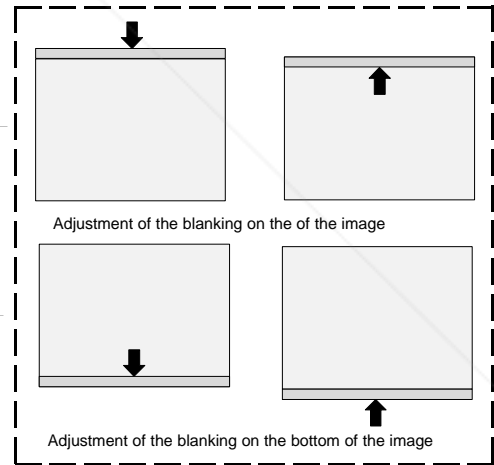 Adjustment of the blanking on the of the image
Adjustment of the blanking on the bottom of the image